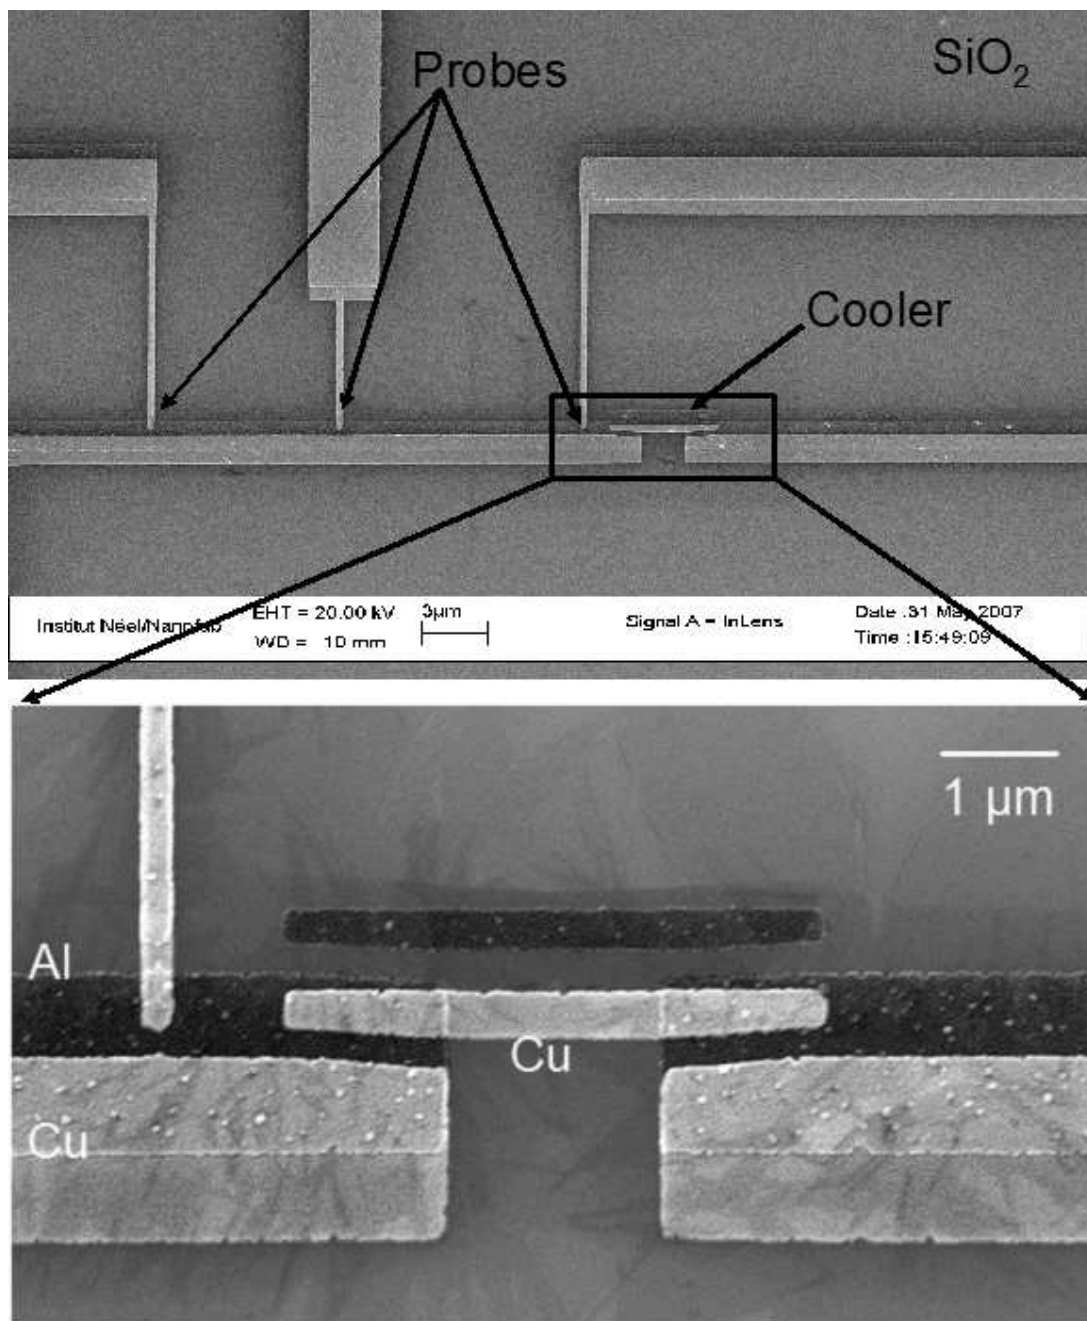 Probes
SiO₂
Cooler
Institut Néel/Nanofab
EHT = 20.00 kV
WD = 10 mm
3µm
Signal A = InLens
Date :31 May 2007
Time :15:49:09
1 µm
Al
Cu
Cu